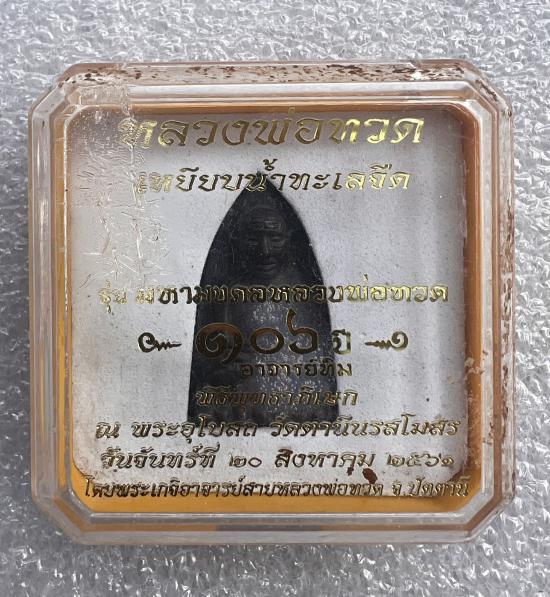 หลวงพ่อทวด
เหยียบน้ำทะเลจืด
รุ่น มหามงคลหลวงพ่อทวด
๑๐๖ ปี
อาจารย์ทิม
พิธีพุทธาภิเษก
ณ พระอุโบสถ วัดตานีนรสโมสร
วันจันทร์ที่ ๒๐ สิงหาคม ๒๕๖๑
โดยพระเกจิอาจารย์สายหลวงพ่อทวด จ.ปัตตานี